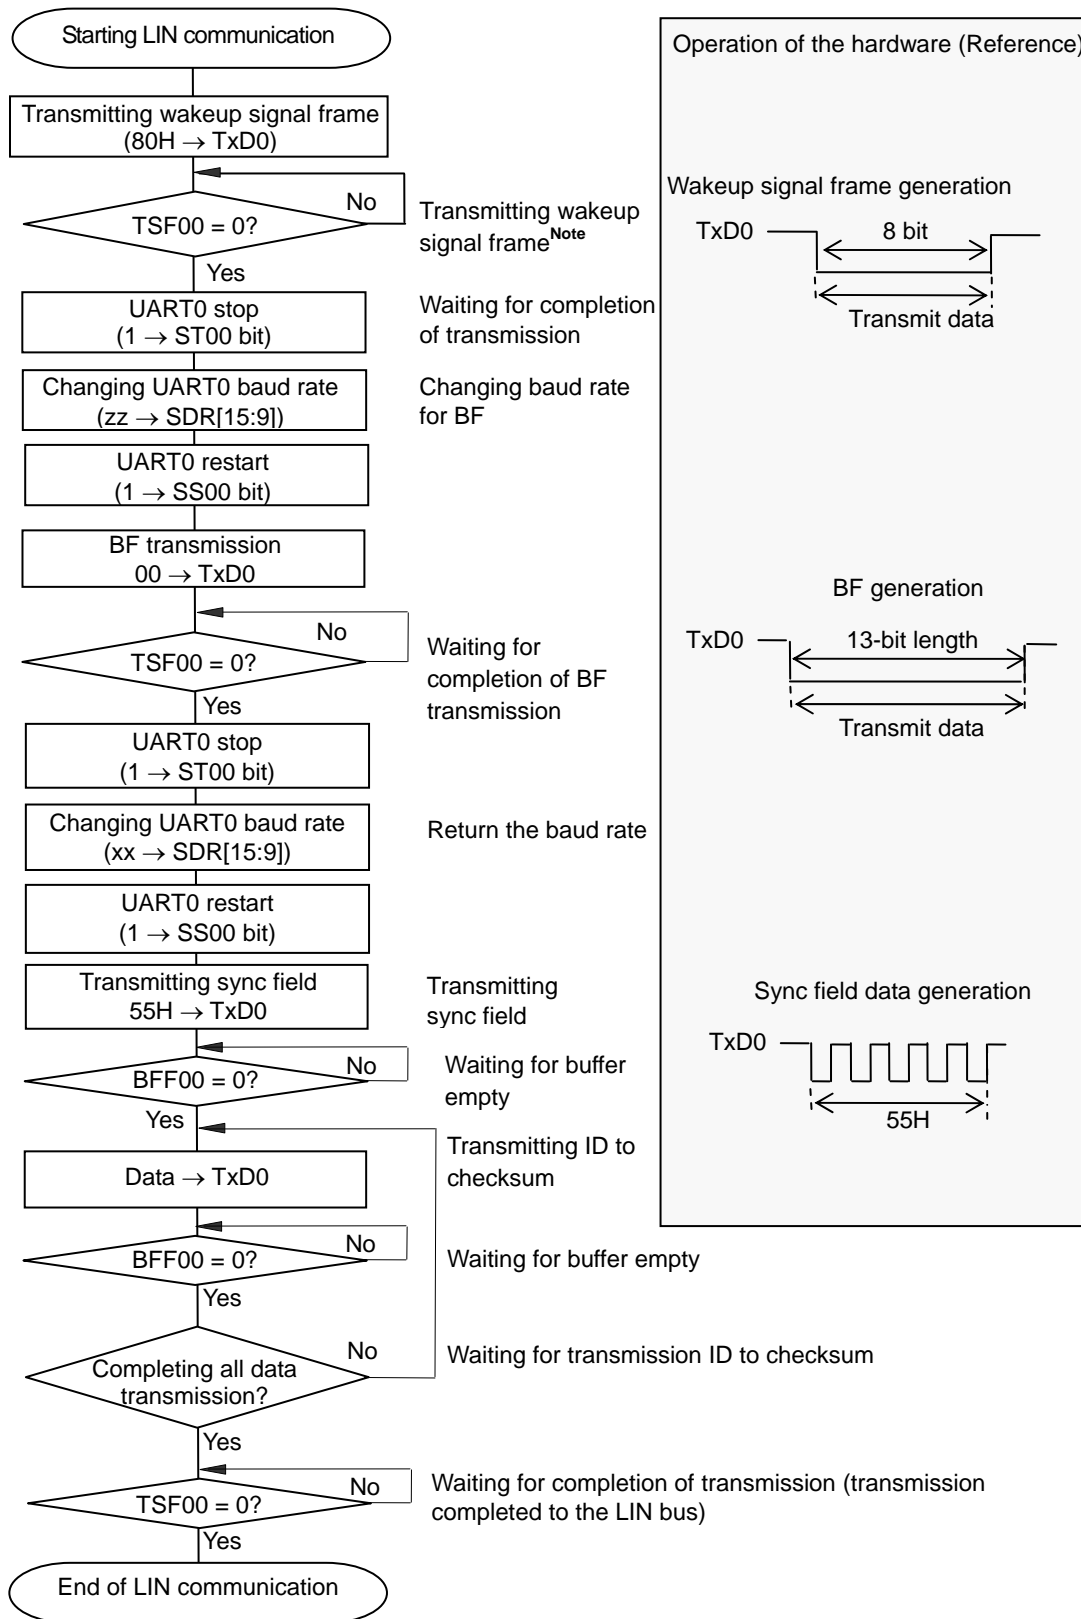 Starting LIN communication
Transmitting wakeup signal frame
(80H → TxD0)
No
TSF00 = 0?
Yes
Transmitting wakeup
signal frameNote
UART0 stop
(1 → ST00 bit)
Waiting for completion
of transmission
Changing UART0 baud rate
(zz → SDR[15:9])
Changing baud rate
for BF
UART0 restart
(1 → SS00 bit)
BF transmission
00 → TxD0
No
TSF00 = 0?
Yes
Waiting for
completion of BF
transmission
UART0 stop
(1 → ST00 bit)
Changing UART0 baud rate
(xx → SDR[15:9])
Return the baud rate
UART0 restart
(1 → SS00 bit)
Transmitting sync field
55H → TxD0
Transmitting
sync field
BFF00 = 0?
No
Yes
Waiting for buffer
empty
Data → TxD0
Transmitting ID to
checksum
BFF00 = 0?
No
Yes
Waiting for buffer empty
Completing all data
transmission?
No
Yes
Waiting for transmission ID to checksum
TSF00 = 0?
No
Yes
Waiting for completion of transmission (transmission
completed to the LIN bus)
End of LIN communication
Operation of the hardware (Reference)
Wakeup signal frame generation
TxD0
8 bit
Transmit data
BF generation
TxD0
13-bit length
Transmit data
Sync field data generation
TxD0
55H